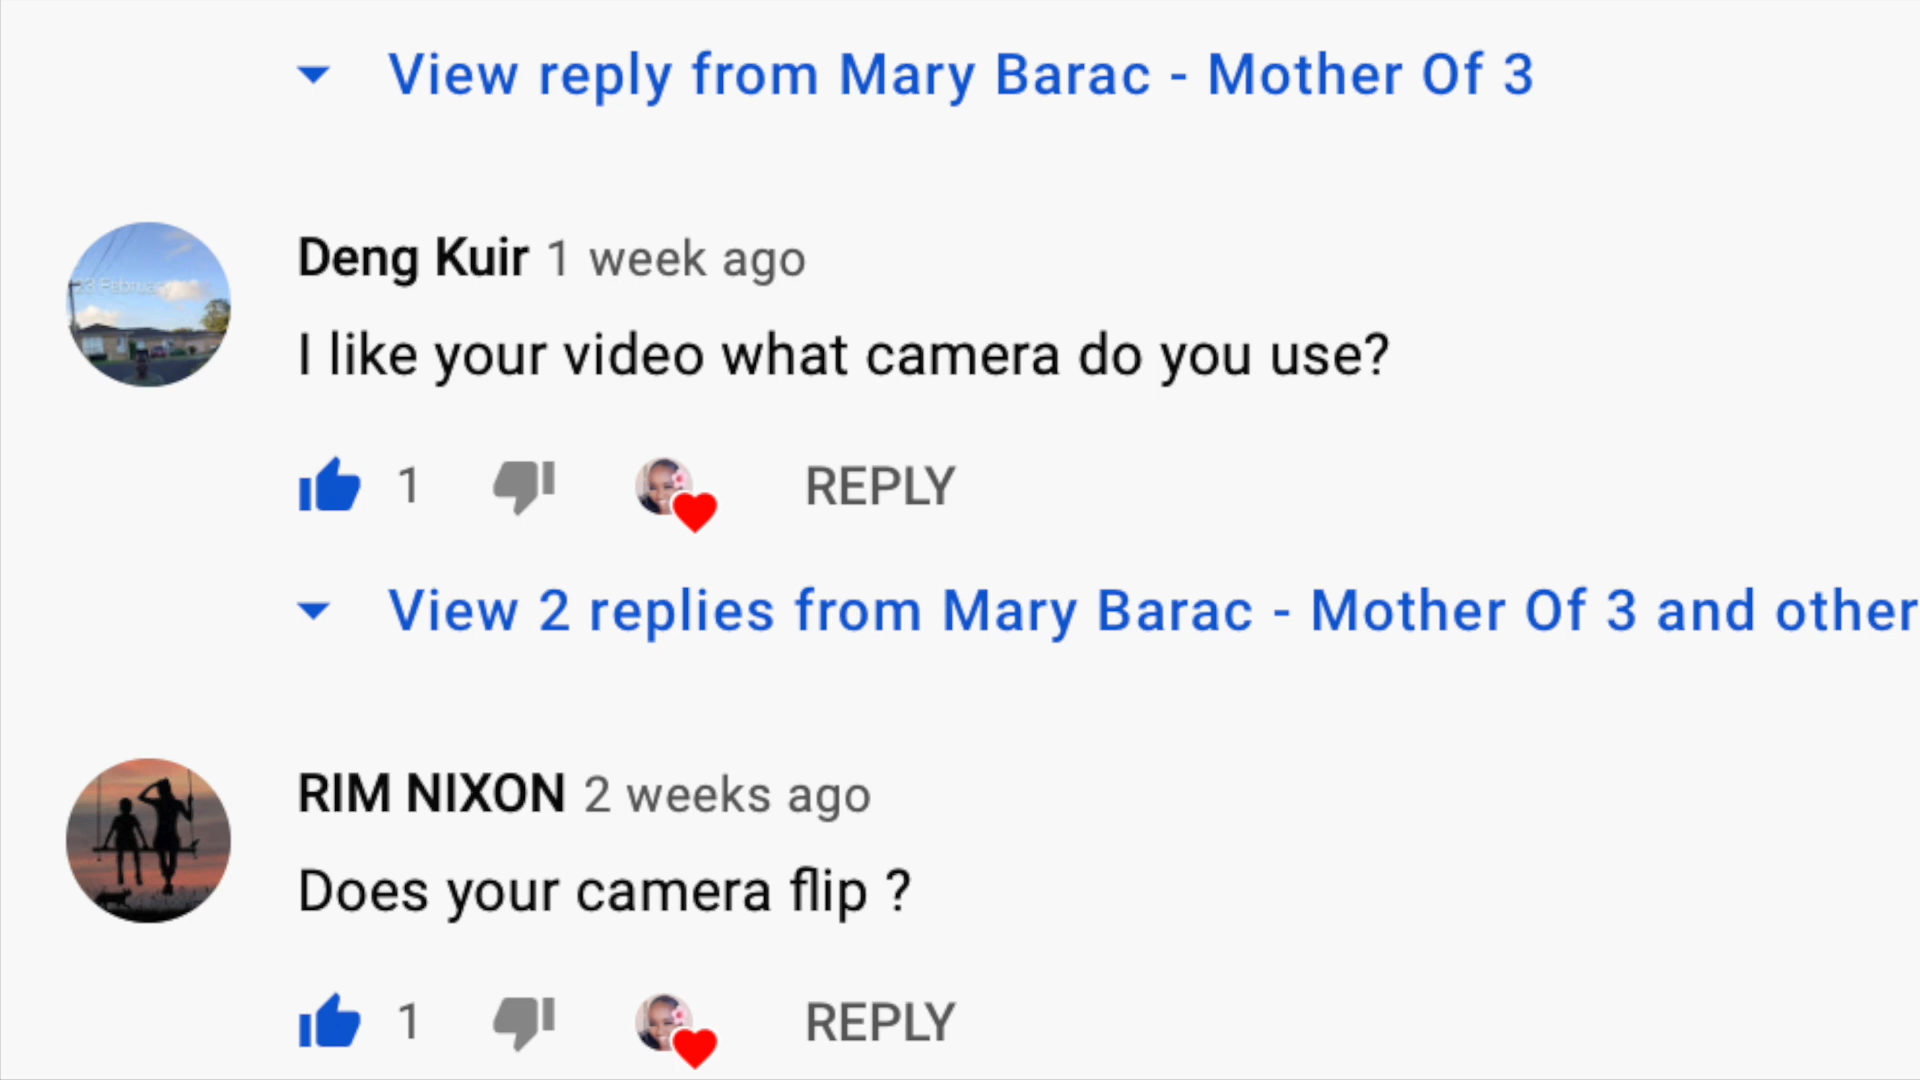 View reply from Mary Barac - Mother Of 3
Deng Kuir 1 week ago
23 February
I like your video what camera do you use?
1 REPLY
View 2 replies from Mary Barac - Mother Of 3 and other
RIM NIXON 2 weeks ago
Does your camera flip ?
1 REPLY